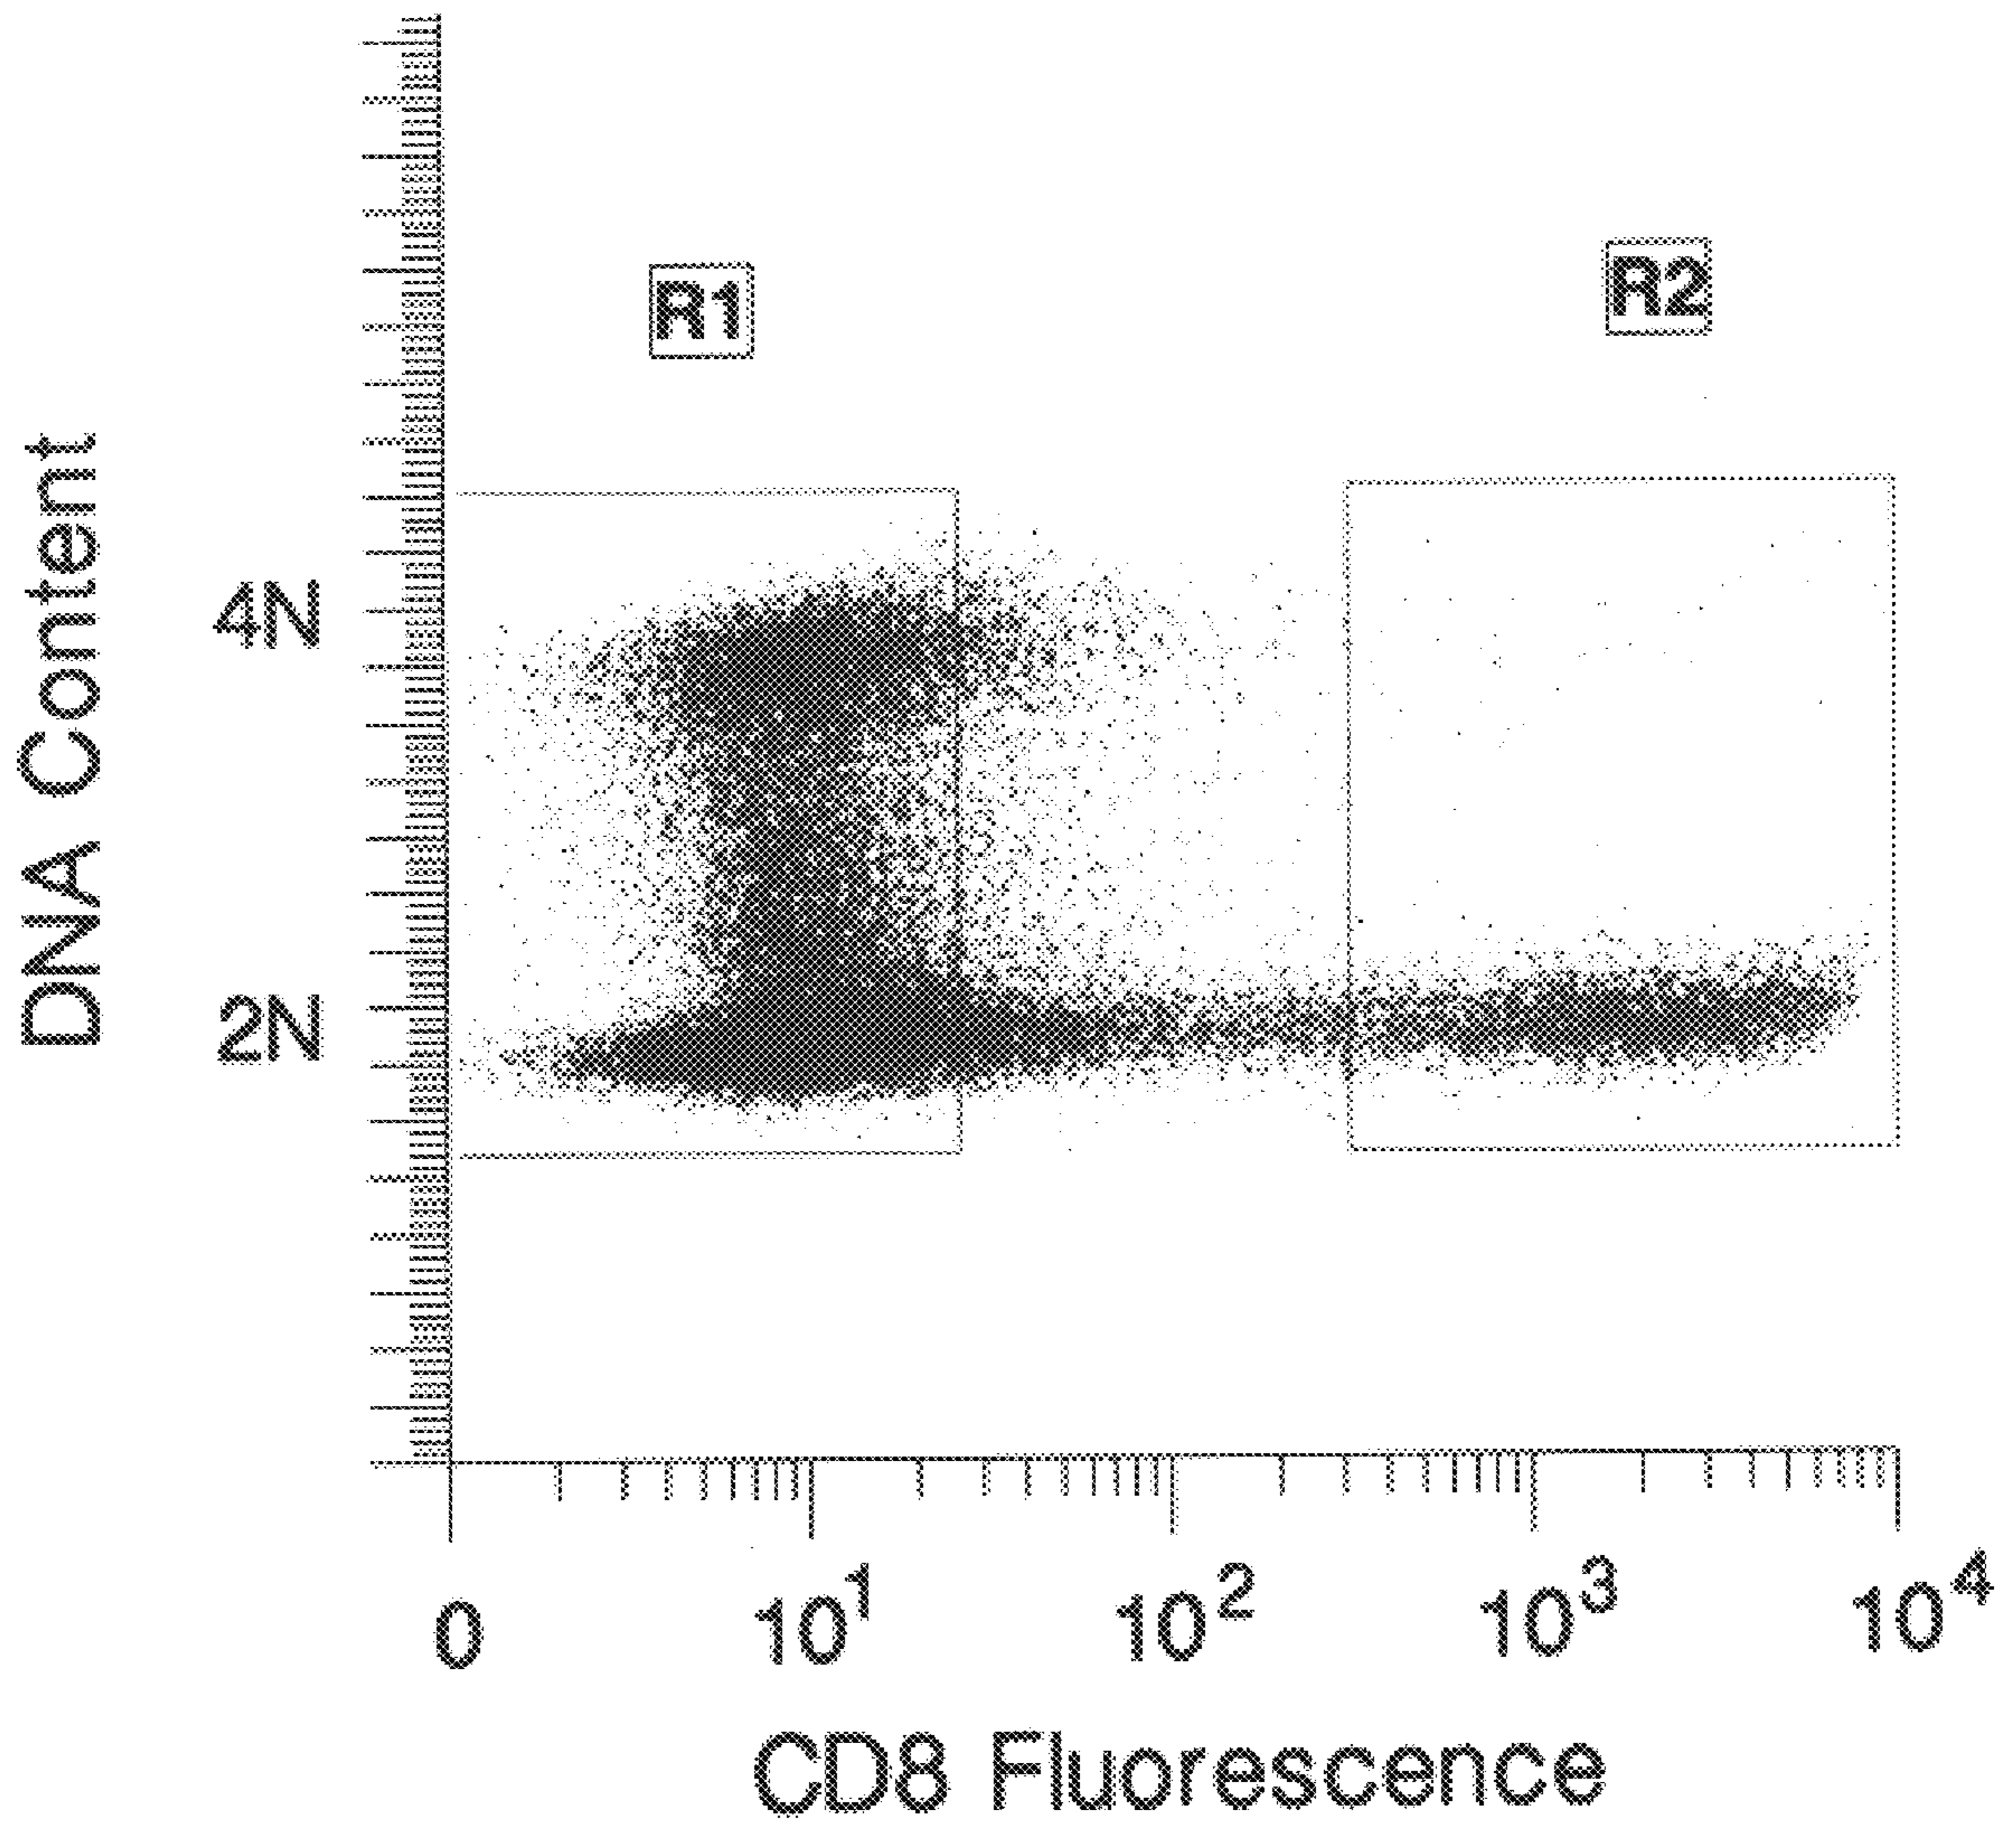 R1
R2
DNA Content
4N
2N
0
10¹
10²
10³
10⁴
CD8 Fluorescence